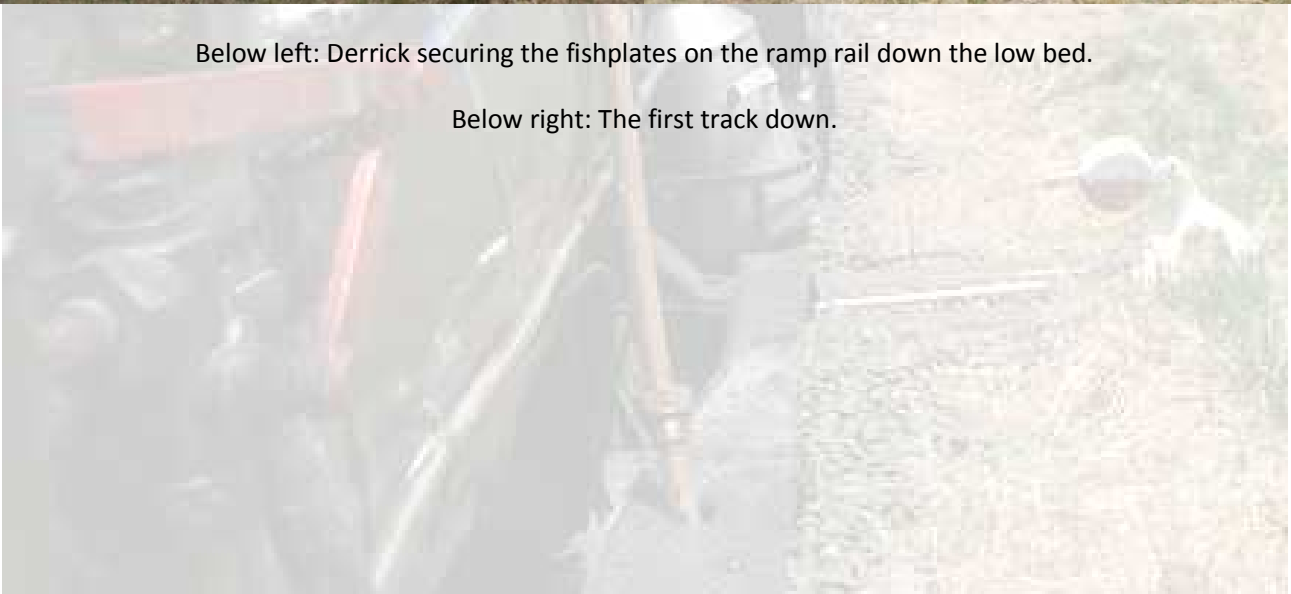 Below left: Derrick securing the fishplates on the ramp rail down the low bed.
Below right: The first track down.